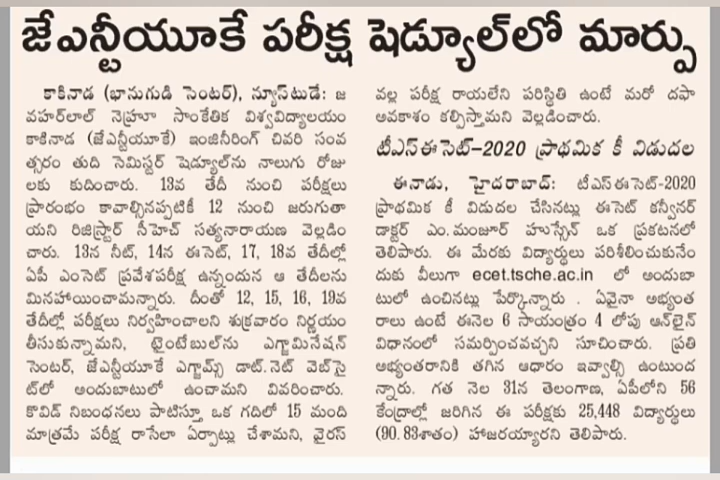 జేఎన్టీయూకే పరీక్ష షెడ్యూల్‌లో మార్పు
కాకినాడ (భానుగుడి సెంటర్), న్యూస్‌టుడే: జ
వహర్‌లాల్ నెహ్రూ సాంకేతిక విశ్వవిద్యాలయం
కాకినాడ (జేఎన్టీయూకే) ఇంజినీరింగ్ చివరి సంవ
త్సరం తుది సెమిస్టర్ షెడ్యూల్‌ను నాలుగు రోజు
లకు కుదించారు. 13వ తేదీ నుంచి పరీక్షలు
ప్రారంభం కావాల్సినప్పటికీ 12 నుంచి జరుగుతా
యని రిజిస్ట్రార్ సీహెచ్ సత్యనారాయణ వెల్లడిం
చారు. 13న నీట్, 14న ఈసెట్, 17, 18వ తేదీల్లో
ఏపీ ఎంసెట్ ప్రవేశపరీక్ష ఉన్నందున ఆ తేదీలను
మినహాయించామన్నారు. దీంతో 12, 15, 16, 19వ
తేదీల్లో పరీక్షలు నిర్వహించాలని శుక్రవారం నిర్ణయం
తీసుకున్నామని, టైంటేబుల్‌ను ఎగ్జామినేషన్
సెంటర్, జేఎన్టీయూకే ఎగ్జామ్స్ డాట్.నెట్ వెబ్‌సై
ట్‌లో అందుబాటులో ఉంచామని వివరించారు.
కొవిడ్ నిబంధనలు పాటిస్తూ ఒక గదిలో 15 మంది
మాత్రమే పరీక్ష రాసేలా ఏర్పాట్లు చేశామని, వైరస్
వల్ల పరీక్ష రాయలేని పరిస్థితి ఉంటే మరో దఫా
అవకాశం కల్పిస్తామని వెల్లడించారు.
టీఎస్ఈసెట్-2020 ప్రాథమిక కీ విడుదల
ఈనాడు, హైదరాబాద్: టీఎస్ఈసెట్-2020
ప్రాథమిక కీ విడుదల చేసినట్లు ఈసెట్ కన్వీనర్
డాక్టర్ ఎం.మంజూర్ హుస్సేన్ ఒక ప్రకటనలో
తెలిపారు. ఈ మేరకు విద్యార్థులు పరిశీలించుకునేం
దుకు వీలుగా ecet.tsche.ac.in లో అందుబా
టులో ఉంచినట్లు పేర్కొన్నారు . ఏవైనా అభ్యంత
రాలు ఉంటే ఈనెల 6 సాయంత్రం 4 లోపు ఆన్‌లైన్
విధానంలో సమర్పించవచ్చని సూచించారు. ప్రతి
అభ్యంతరానికి తగిన ఆధారం ఇవ్వాల్సి ఉంటుంద
న్నారు. గత నెల 31న తెలంగాణ, ఏపీలోని 56
కేంద్రాల్లో జరిగిన ఈ పరీక్షకు 25,448 విద్యార్థులు
(90.83శాతం) హాజరయ్యారని తెలిపారు.